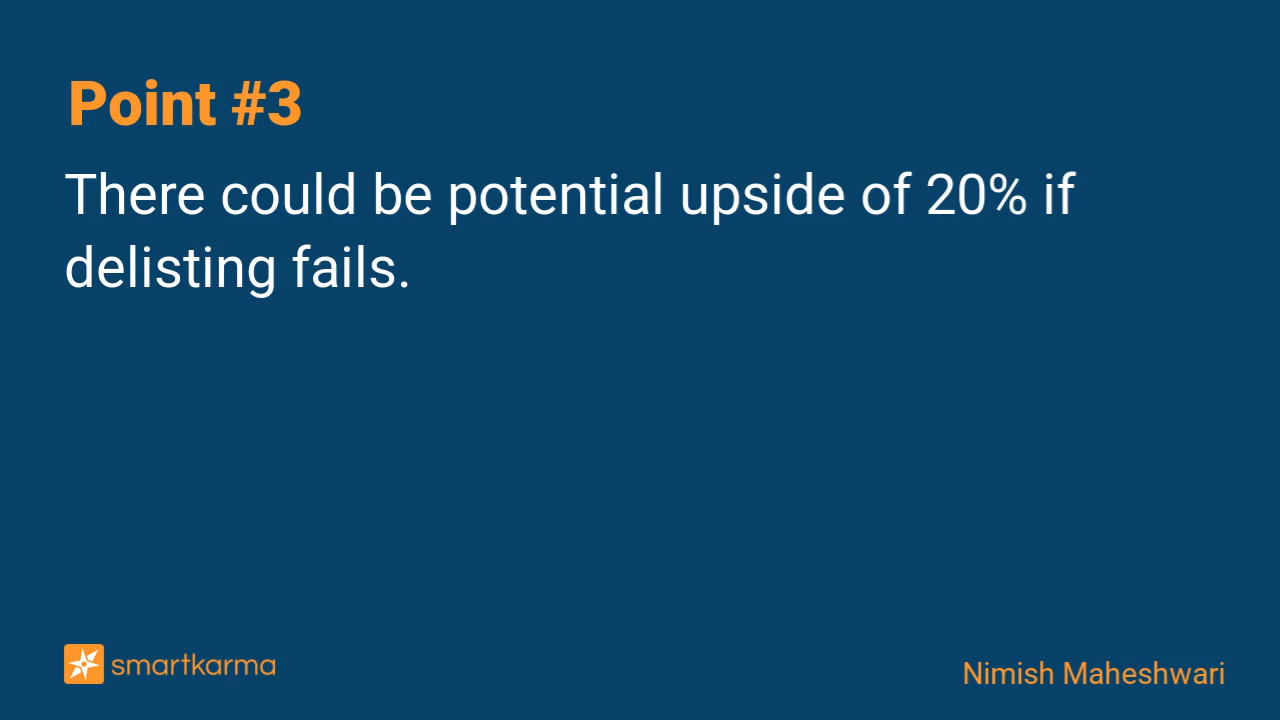 Point #3
There could be potential upside of 20% if
delisting fails.
smartkarma
Nimish Maheshwari